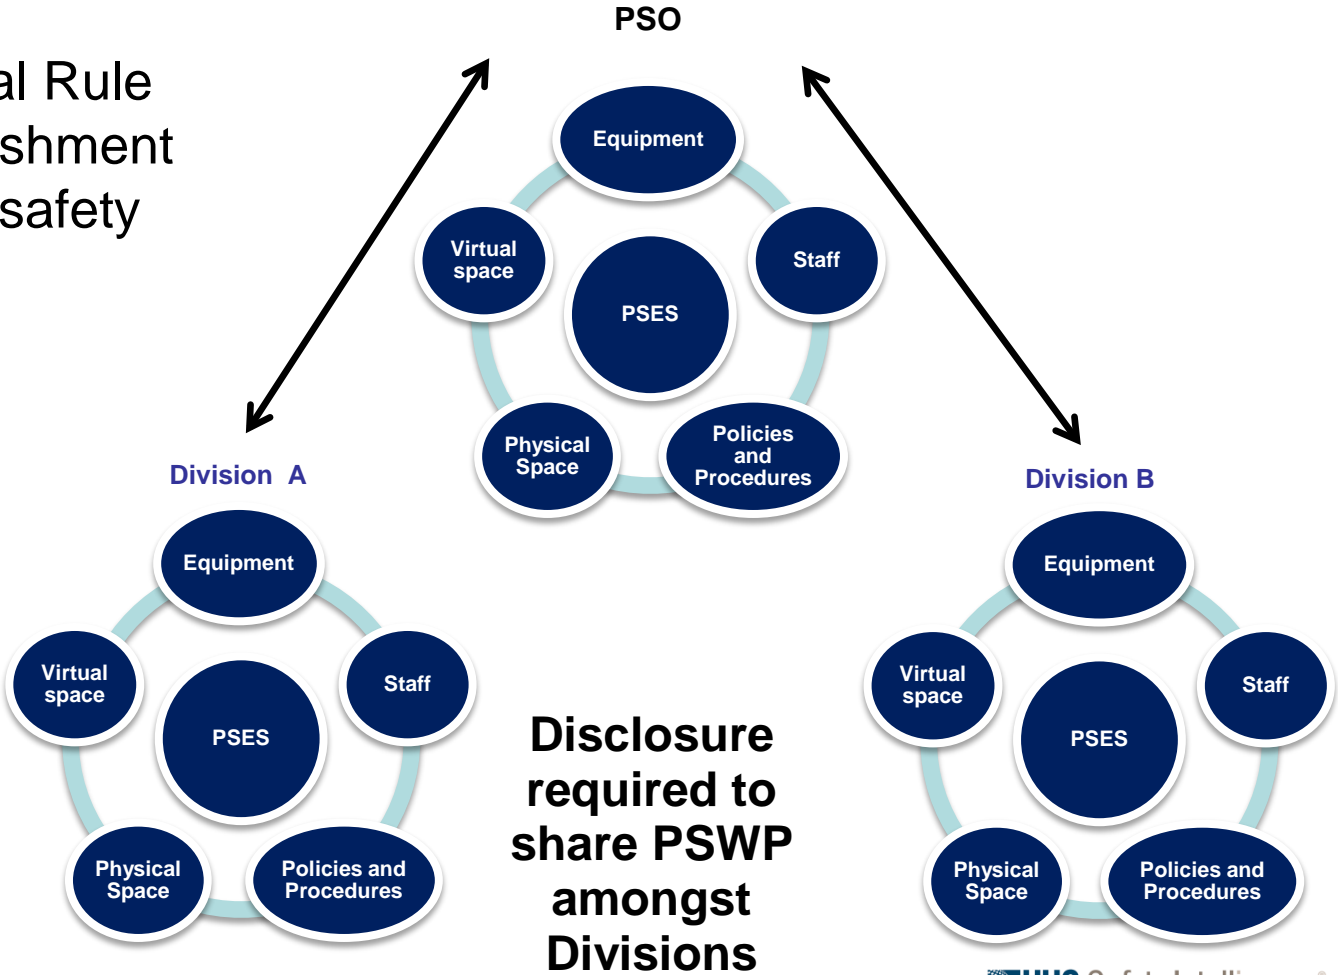 PSO
al Rule
shment
safety
Equipment
Virtual
space
Staff
PSES
Physical
Space
Policies
and
Procedures
Division A
Division B
Equipment
Virtual
space
Staff
PSES
Physical
Space
Policies and
Procedures
Disclosure
required to
share PSWP
amongst
Divisions
Equipment
Virtual
space
Staff
PSES
Physical
Space
Policies and
Procedures